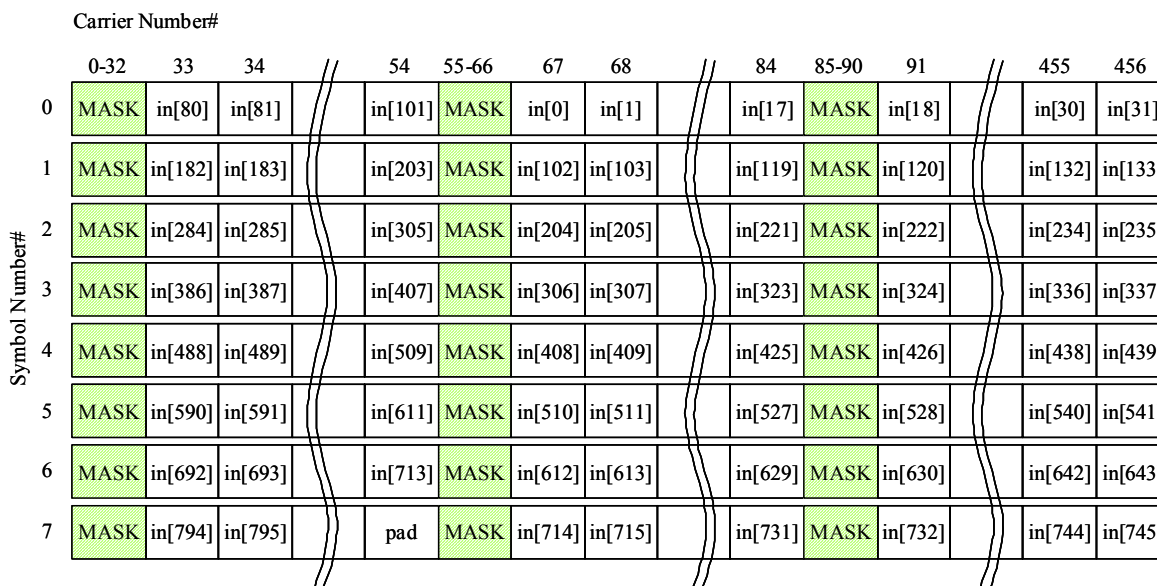 Carrier Number#
0-32 33 34 54 55-66 67 68 84 85-90 91 455 456
0 MASK in[80] in[81] in[101] MASK in[0] in[1] in[17] MASK in[18] in[30] in[31]
1 MASK in[182] in[183] in[203] MASK in[102] in[103] in[119] MASK in[120] in[132] in[133
2 MASK in[284] in[285] in[305] MASK in[204] in[205] in[221] MASK in[222] in[234] in[235
3 MASK in[386] in[387] in[407] MASK in[306] in[307] in[323] MASK in[324] in[336] in[337
4 MASK in[488] in[489] in[509] MASK in[408] in[409] in[425] MASK in[426] in[438] in[439
5 MASK in[590] in[591] in[611] MASK in[510] in[511] in[527] MASK in[528] in[540] in[541
6 MASK in[692] in[693] in[713] MASK in[612] in[613] in[629] MASK in[630] in[642] in[643
7 MASK in[794] in[795] pad MASK in[714] in[715] in[731] MASK in[732] in[744] in[745
Symbol Number#